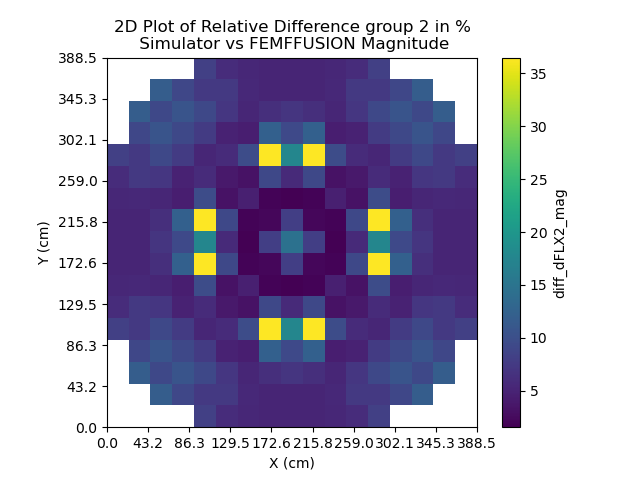 2D Plot of Relative Difference group 2 in %
Simulator vs FEMFFUSION Magnitude
388.5
345.3
302.1
259.0
215.8
172.6
129.5
86.3
43.2
0.0
Y (cm)
0.0 43.2 86.3 129.5 172.6 215.8 259.0 302.1 345.3 388.5
X (cm)
35
30
25
20
15
10
5
diff_dFLX2_mag